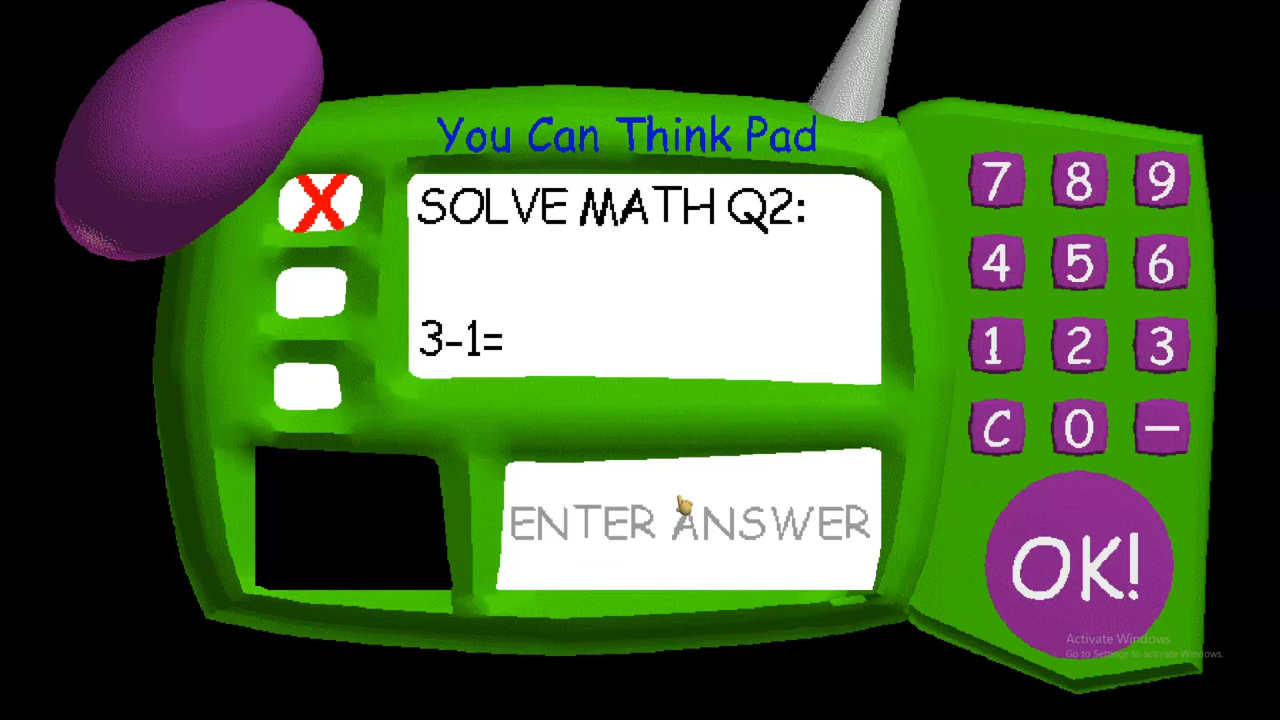 You Can Think Pad
SOLVE MATH Q2:
3-1=
ENTER ANSWER
7 8 9
4 5 6
1 2 3
C 0 −
OK!
Activate Windows
Go to Settings to activate Windows.